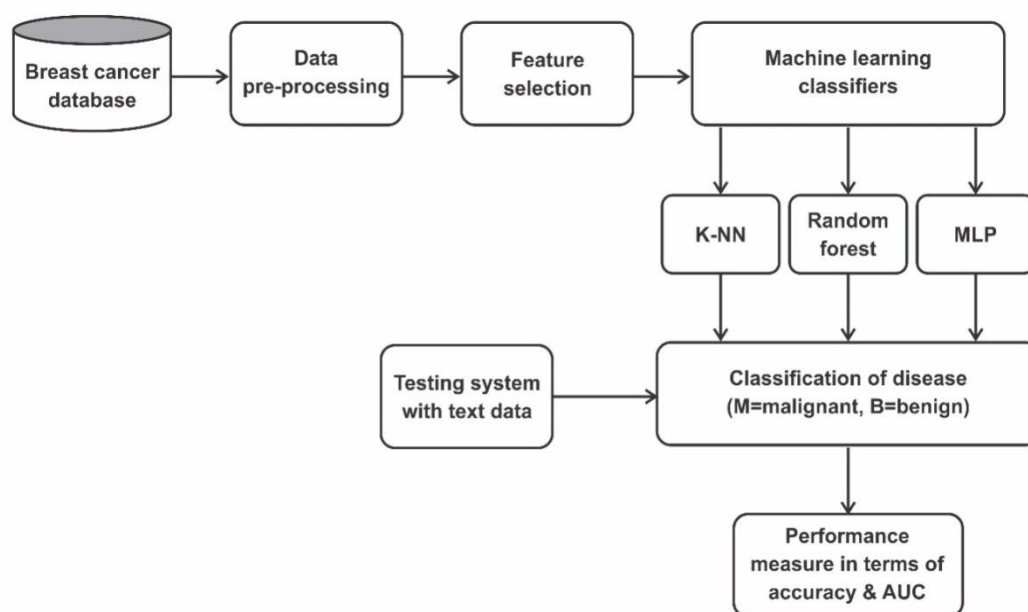 Breast cancer
database
Data
pre-processing
Feature
selection
Machine learning
classifiers
K-NN
Random
forest
MLP
Testing system
with text data
Classification of disease
(M=malignant, B=benign)
Performance
measure in terms of
accuracy & AUC